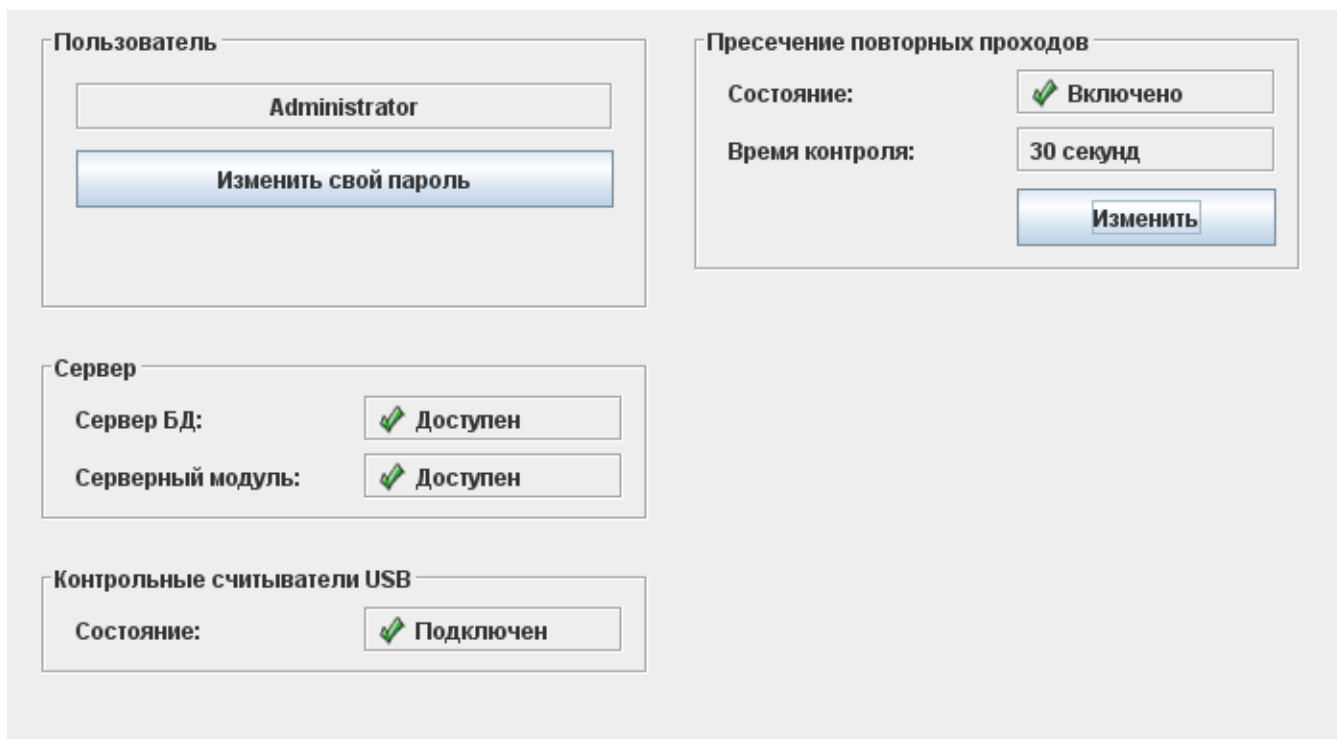 Пользователь
Administrator
Изменить свой пароль
Пресечение повторных проходов
Состояние: Включено
Время контроля: 30 секунд
Изменить
Сервер
Сервер БД: Доступен
Серверный модуль: Доступен
Контрольные считыватели USB
Состояние: Подключен